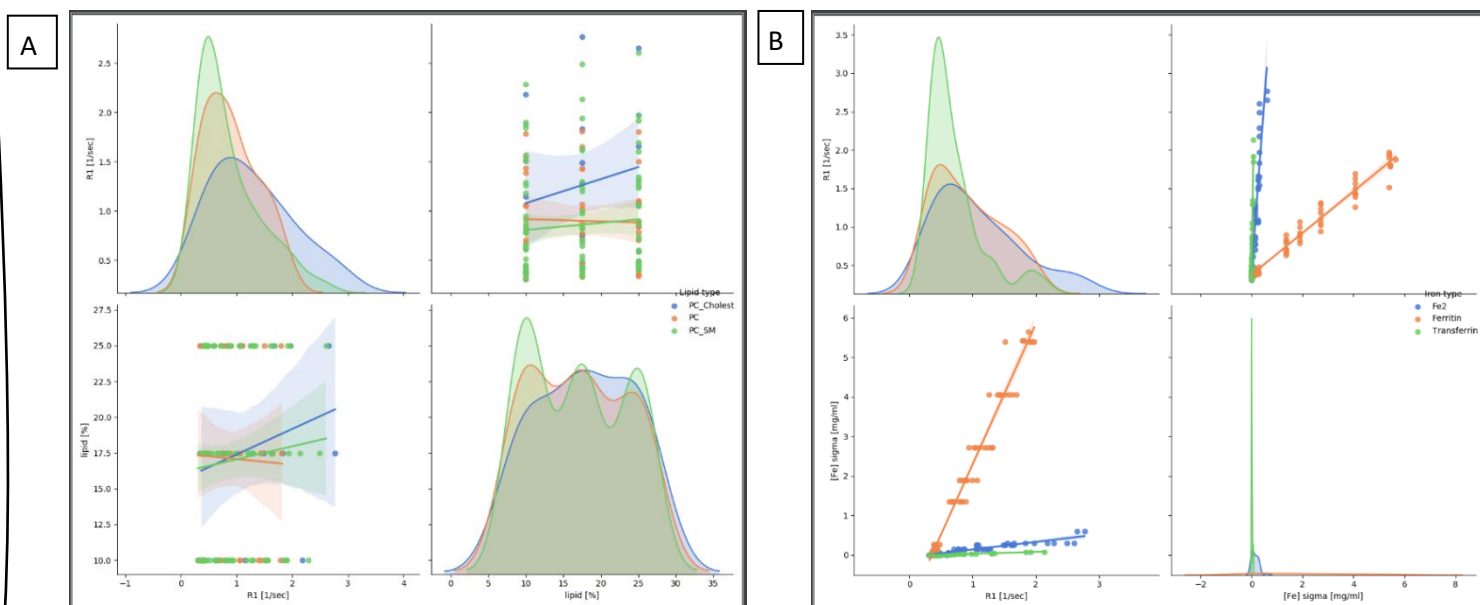 A
R1 [1/sec]
2.5
2.0
1.5
1.0
0.5
Lipid type
PC_Cholest
PC
PC_SM
lipid [%]
27.5
25.0
22.5
20.0
17.5
15.0
12.5
10.0
−1 0 1 2 3 4
R1 [1/sec]
0 5 10 15 20 25 30 35
lipid [%]
B
R1 [1/sec]
3.5
3.0
2.5
2.0
1.5
1.0
0.5
Iron type
Fe2
Ferritin
Transferrin
[Fe] sigma [mg/ml]
6
5
4
3
2
1
0
0 1 2 3
R1 [1/sec]
−2 0 2 4 6 8
[Fe] sigma [mg/ml]